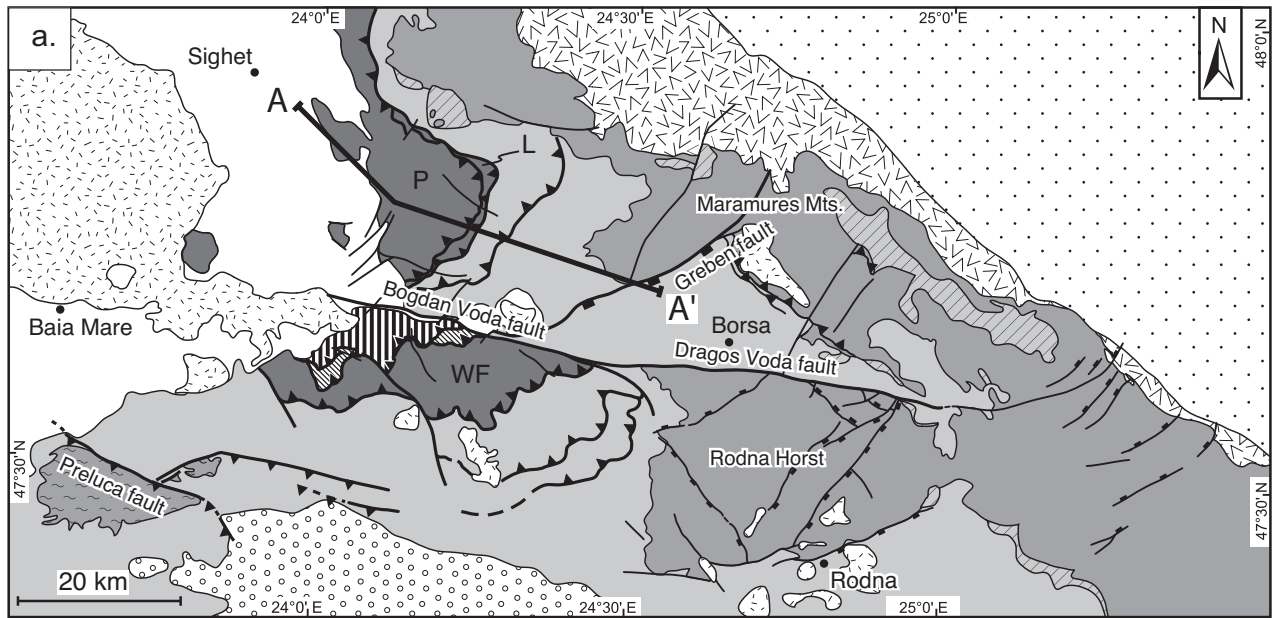 a.
24°0'E
24°30'E
25°0'E
N
48°0'N
Sighet
A
L
P
Maramures Mts.
Greben fault
A'
Bogdan Voda fault
Baia Mare
Borsa
Dragos Voda fault
WF
Rodna Horst
47°30'N
Preluca fault
47°30'N
20 km
Rodna
24°0'E
24°30'E
25°0'E